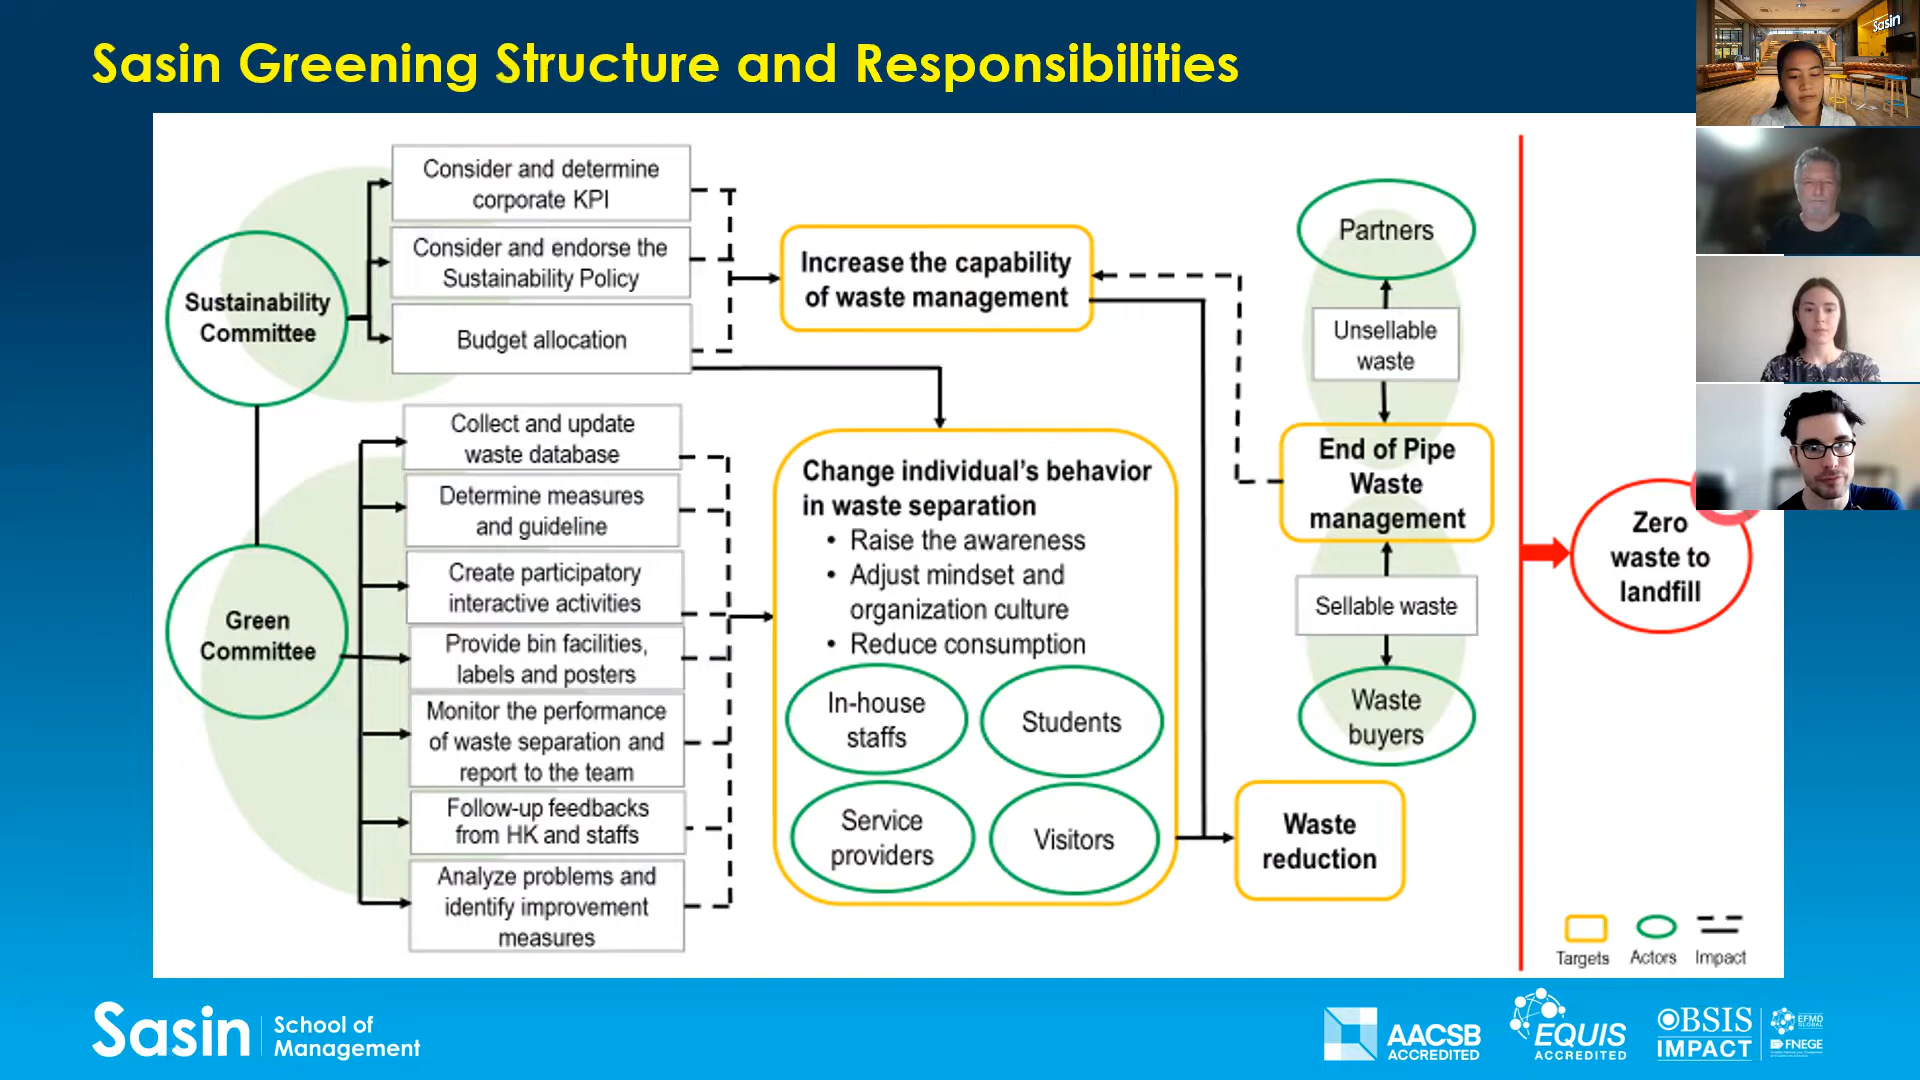 Sasin Greening Structure and Responsibilities
Sasin
Sustainability
Committee
Consider and determine
corporate KPI
Consider and endorse the
Sustainability Policy
Budget allocation
Increase the capability
of waste management
Green
Committee
Collect and update
waste database
Determine measures
and guideline
Create participatory
interactive activities
Provide bin facilities,
labels and posters
Monitor the performance
of waste separation and
report to the team
Follow-up feedbacks
from HK and staffs
Analyze problems and
identify improvement
measures
Change individual's behavior
in waste separation
• Raise the awareness
• Adjust mindset and
organization culture
• Reduce consumption
In-house
staffs
Students
Service
providers
Visitors
Partners
Unsellable
waste
End of Pipe
Waste
management
Sellable waste
Waste
buyers
Waste
reduction
Zero
waste to
landfill
Targets
Actors
Impact
Sasin
School of
Management
AACSB
ACCREDITED
EQUIS
ACCREDITED
BSIS
IMPACT
EFMD
GLOBAL
FNEGE